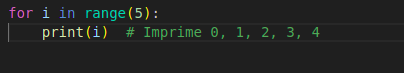 for i in range(5):
    print(i)  # Imprime 0, 1, 2, 3, 4